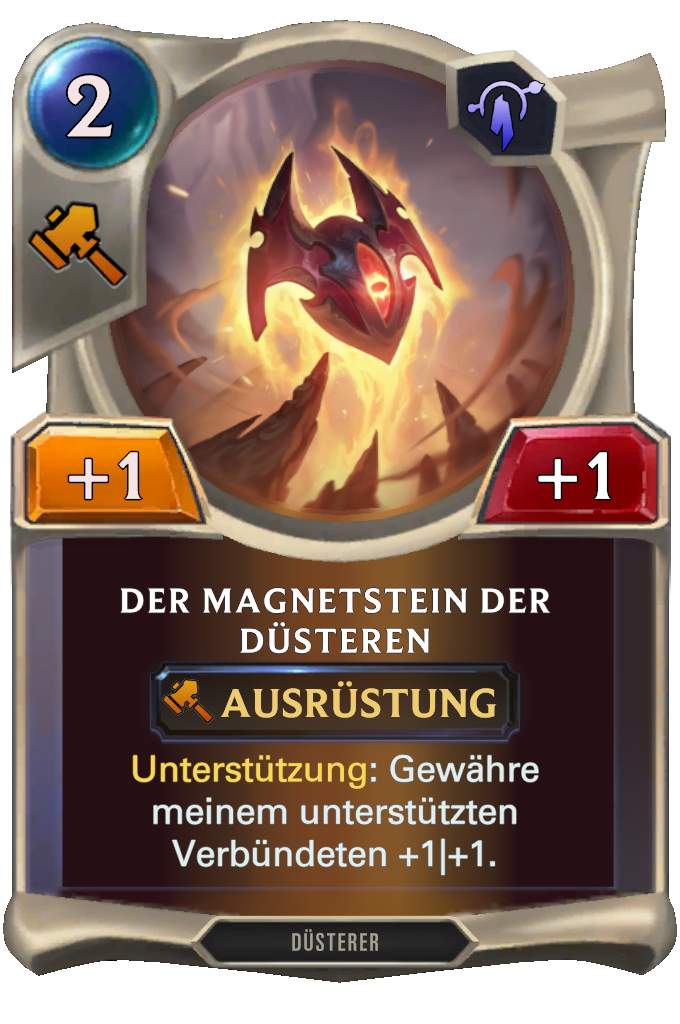 2
+1
+1
DER MAGNETSTEIN DER
DÜSTEREN
AUSRÜSTUNG
Unterstützung: Gewähre
meinem unterstützten
Verbündeten +1|+1.
DÜSTERER